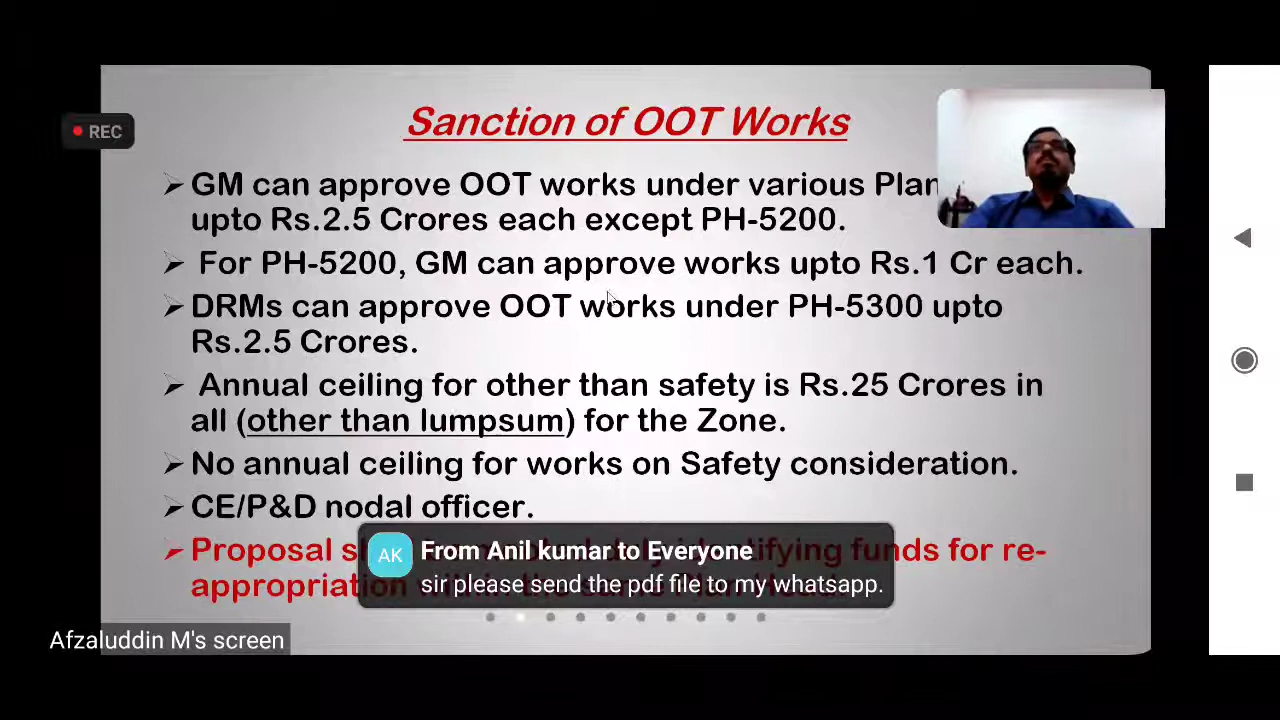 Sanction of OOT Works
REC
GM can approve OOT works under various Plan
upto Rs.2.5 Crores each except PH-5200.
For PH-5200, GM can approve works upto Rs.1 Cr each.
DRMs can approve OOT works under PH-5300 upto
Rs.2.5 Crores.
Annual ceiling for other than safety is Rs.25 Crores in
all (other than lumpsum) for the Zone.
No annual ceiling for works on Safety consideration.
CE/P&D nodal officer.
Proposal funds for re-
appropriation
AK
From Anil kumar to Everyone
sir please send the pdf file to my whatsapp.
Afzaluddin M's screen